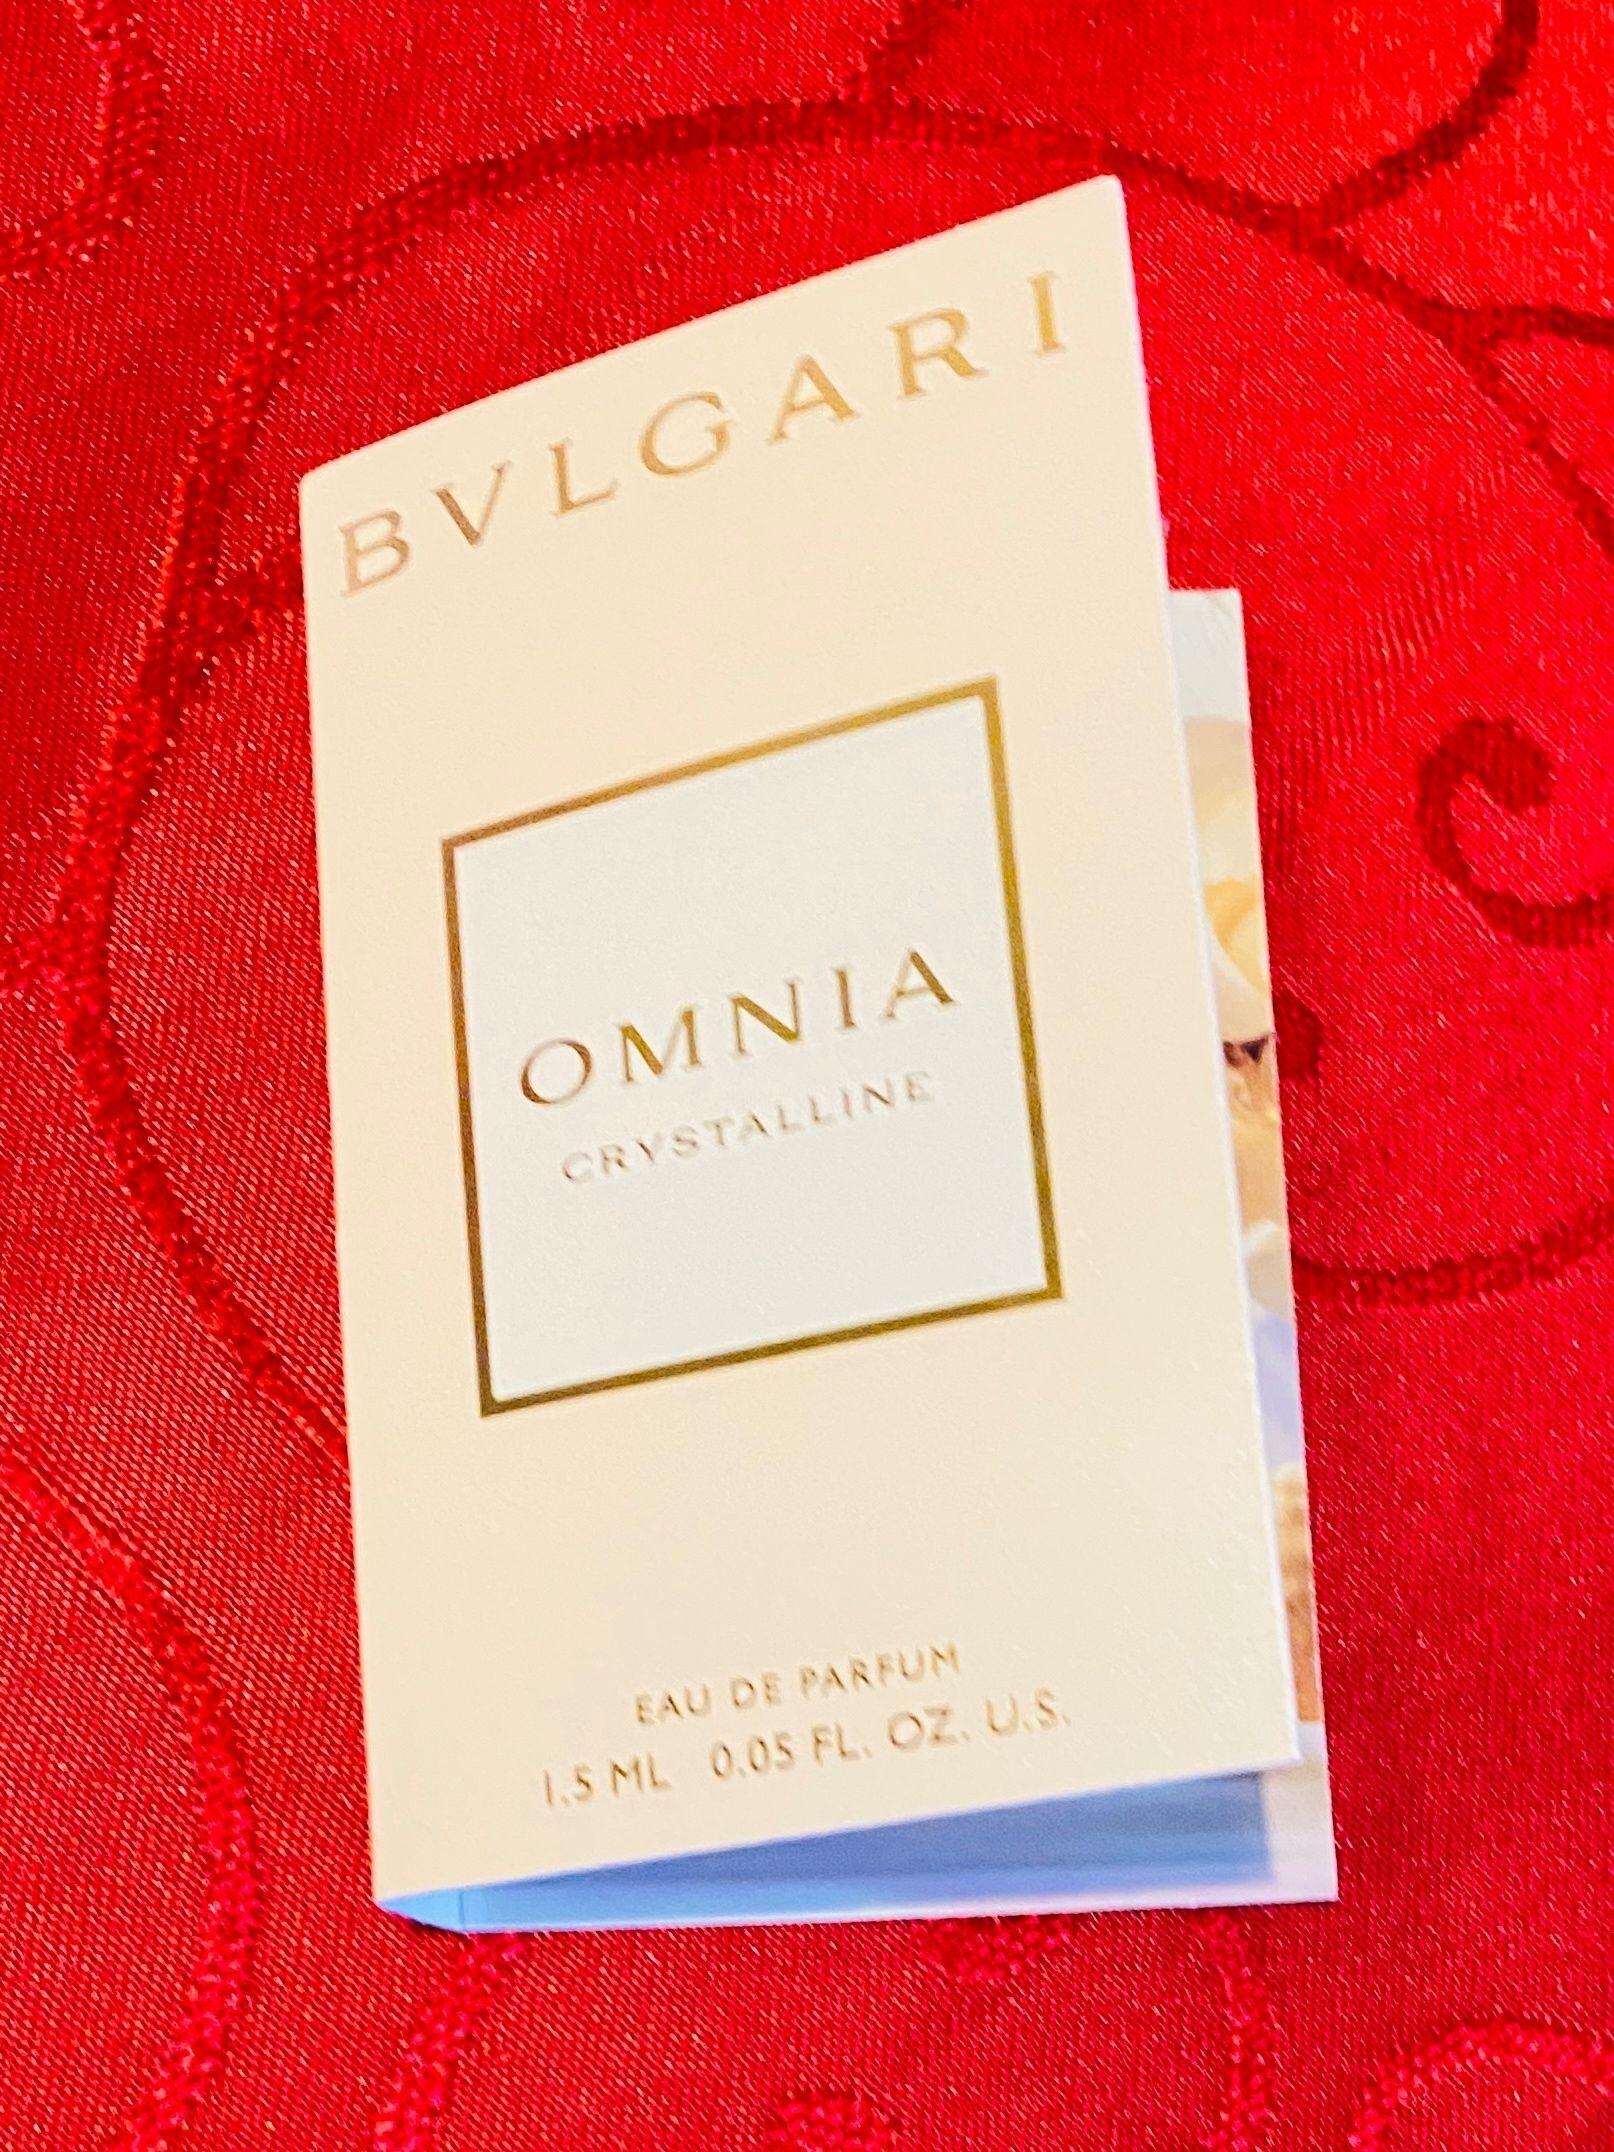 BVLGARI
OMNIA
CRYSTALLINE
EAU DE PARFUM
1.5 ML 0.05 FL. OZ. U.S.